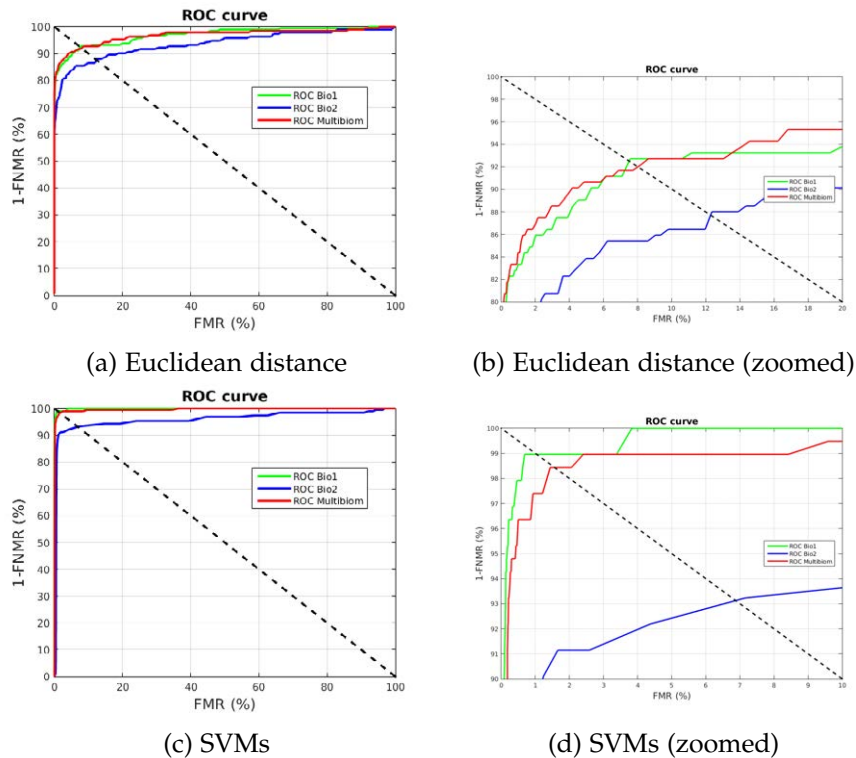 ROC curve
100
90
80
70
60
50
40
30
20
10
0
1-FNMR (%)
ROC Bio1
ROC Bio2
ROC Multibiom
0 20 40 60 80 100
FMR (%)
(a) Euclidean distance
ROC curve
100
98
96
94
92
90
88
86
84
82
80
1-FNMR (%)
ROC Bio1
ROC Bio2
ROC Multibiom
0 2 4 6 8 10 12 14 16 18 20
FMR (%)
(b) Euclidean distance (zoomed)
ROC curve
100
90
80
70
60
50
40
30
20
10
0
1-FNMR (%)
ROC Bio1
ROC Bio2
ROC Multibiom
0 20 40 60 80 100
FMR (%)
(c) SVMs
ROC curve
100
99
98
97
96
95
94
93
92
91
90
1-FNMR (%)
ROC Bio1
ROC Bio2
ROC Multibiom
0 1 2 3 4 5 6 7 8 9 10
FMR (%)
(d) SVMs (zoomed)